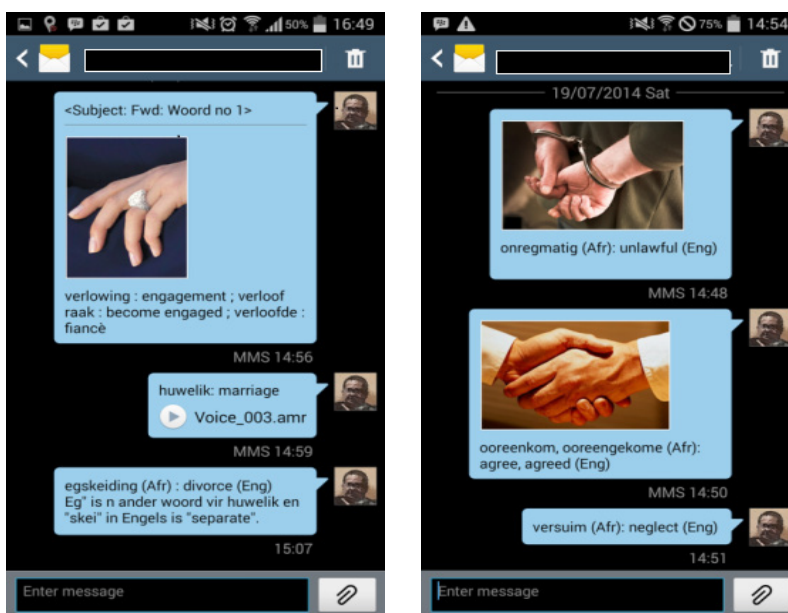 50% 16:49
<Subject: Fwd: Woord no 1>
verlowing : engagement ; verloof
raak : become engaged ; verloofde :
fiancè
MMS 14:56
huwelik: marriage
Voice_003.amr
MMS 14:59
egskeiding (Afr) : divorce (Eng)
Eg" is n ander woord vir huwelik en
"skei" in Engels is "separate".
15:07
Enter message
75% 14:54
19/07/2014 Sat
onregmatig (Afr): unlawful (Eng)
MMS 14:48
ooreenkom, ooreengekome (Afr):
agree, agreed (Eng)
MMS 14:50
versuim (Afr): neglect (Eng)
14:51
Enter message